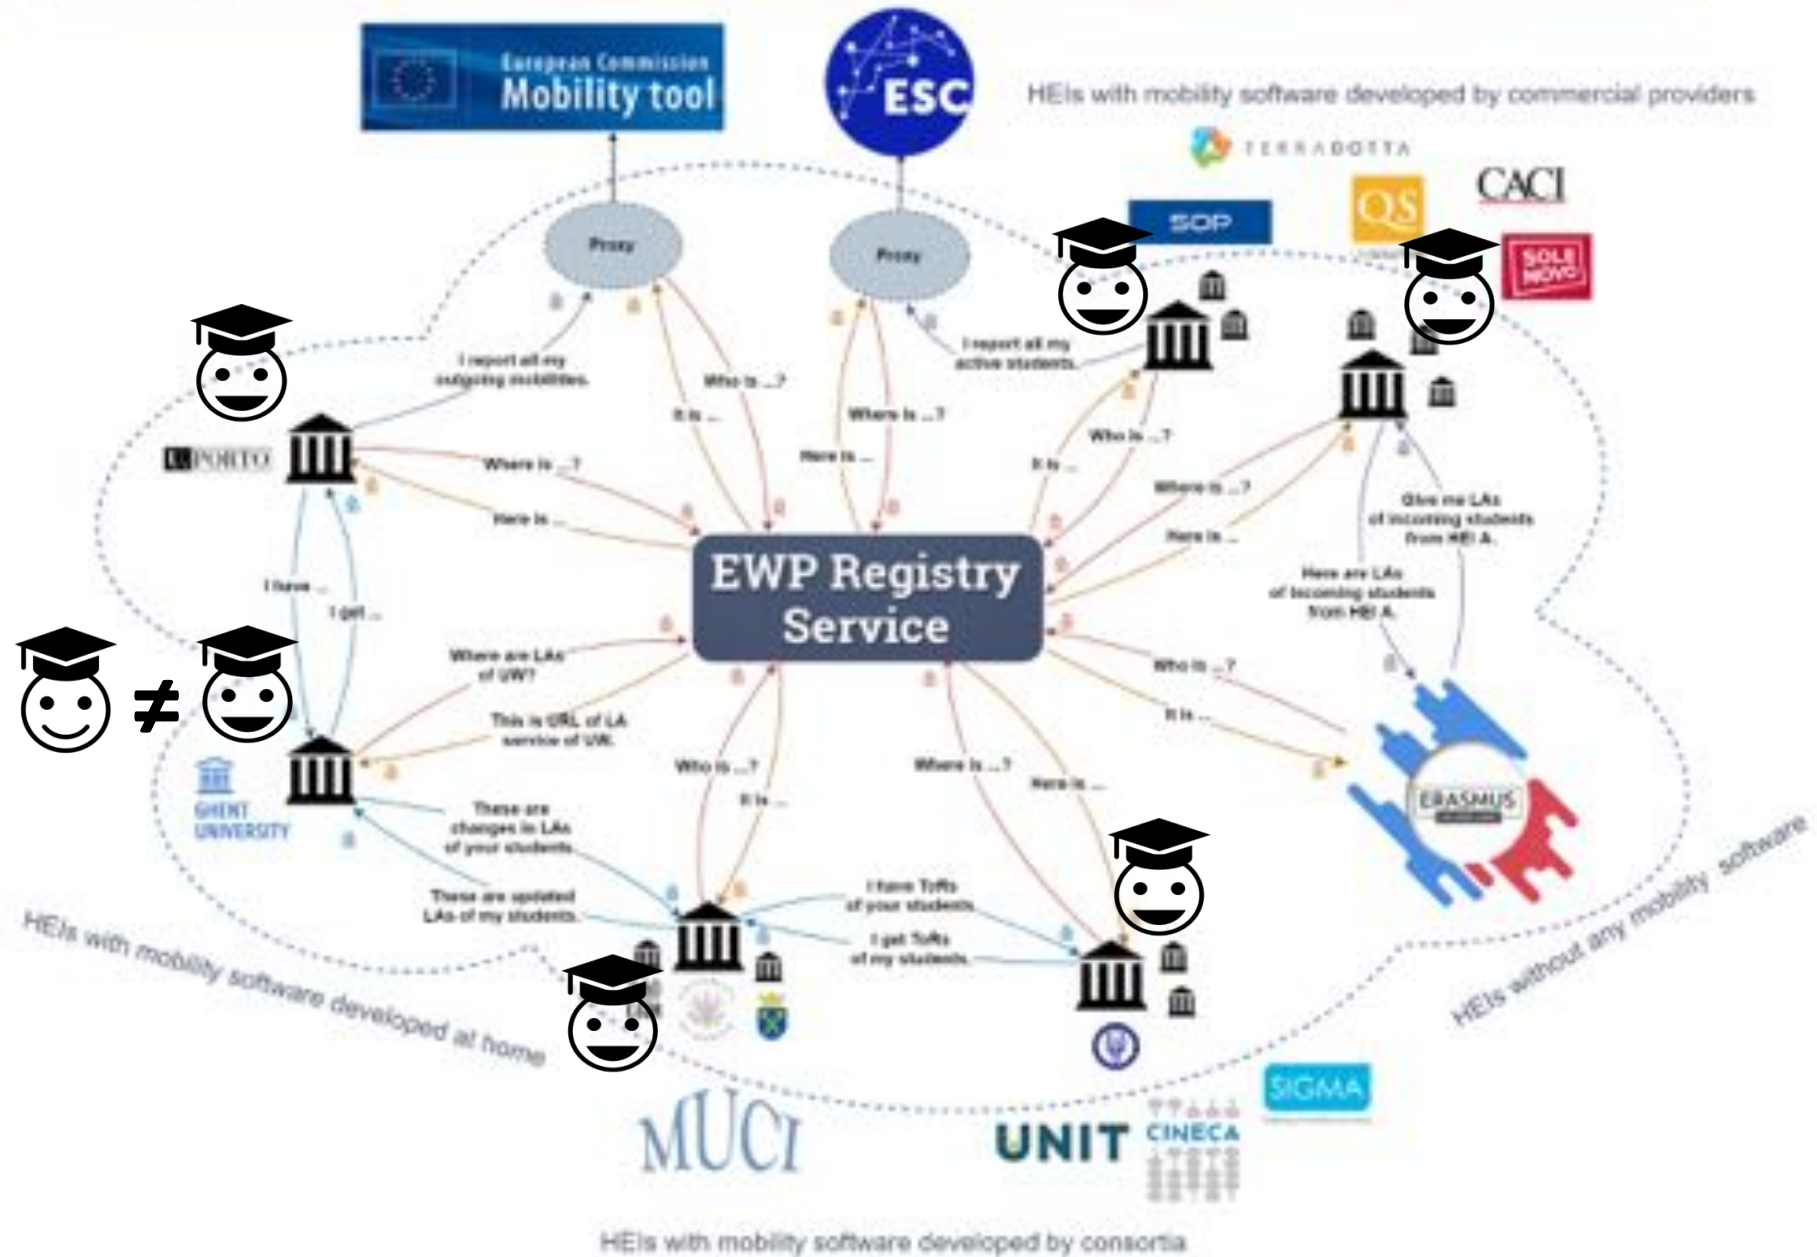 European Commission
Mobility tool
ESC
HEIs with mobility software developed by commercial providers
TERRADOTTA
CACI
QS
SOP
SOLE
NOVO
Proxy
Proxy
I report all my
outgoing mobilities.
Who is ...?
It is ...
Where is ...?
Here is ...
I report all my
active students.
Who is ...?
It is ...
Where is ...?
Here is ...
Give me LAs
of incoming students
from HEI A.
Here are LAs
of incoming students
from HEI A.
U.PORTO
Where is ...?
Here is ...
I have ...
I get ...
EWP Registry
Service
Where are LAs
of UW?
This is URL of LA
service of UW.
Who is ...?
It is ...
Where is ...?
Here is ...
Who is ...?
It is ...
≠
GHENT
UNIVERSITY
These are
changes in LAs
of your students.
These are updated
LAs of my students.
I have ToRs
of your students.
I get ToRs
of my students.
ERASMUS
HEIs with mobility software developed at home
HEIs without any mobility software
MUCI
UNIT
CINECA
SIGMA
HEIs with mobility software developed by consortia